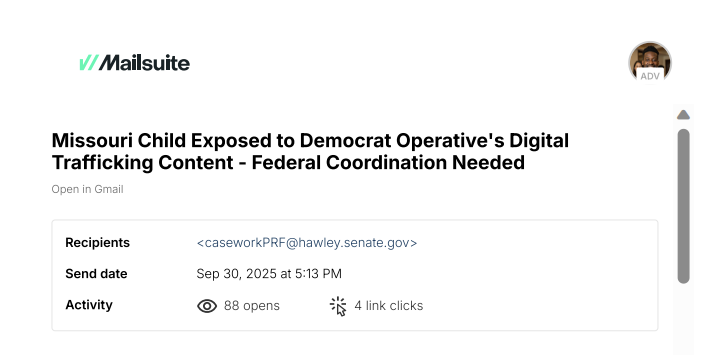 Mailsuite
ADV
Missouri Child Exposed to Democrat Operative's Digital
Trafficking Content - Federal Coordination Needed
Open in Gmail
Recipients <caseworkPRF@hawley.senate.gov>
Send date Sep 30, 2025 at 5:13 PM
Activity 88 opens 4 link clicks